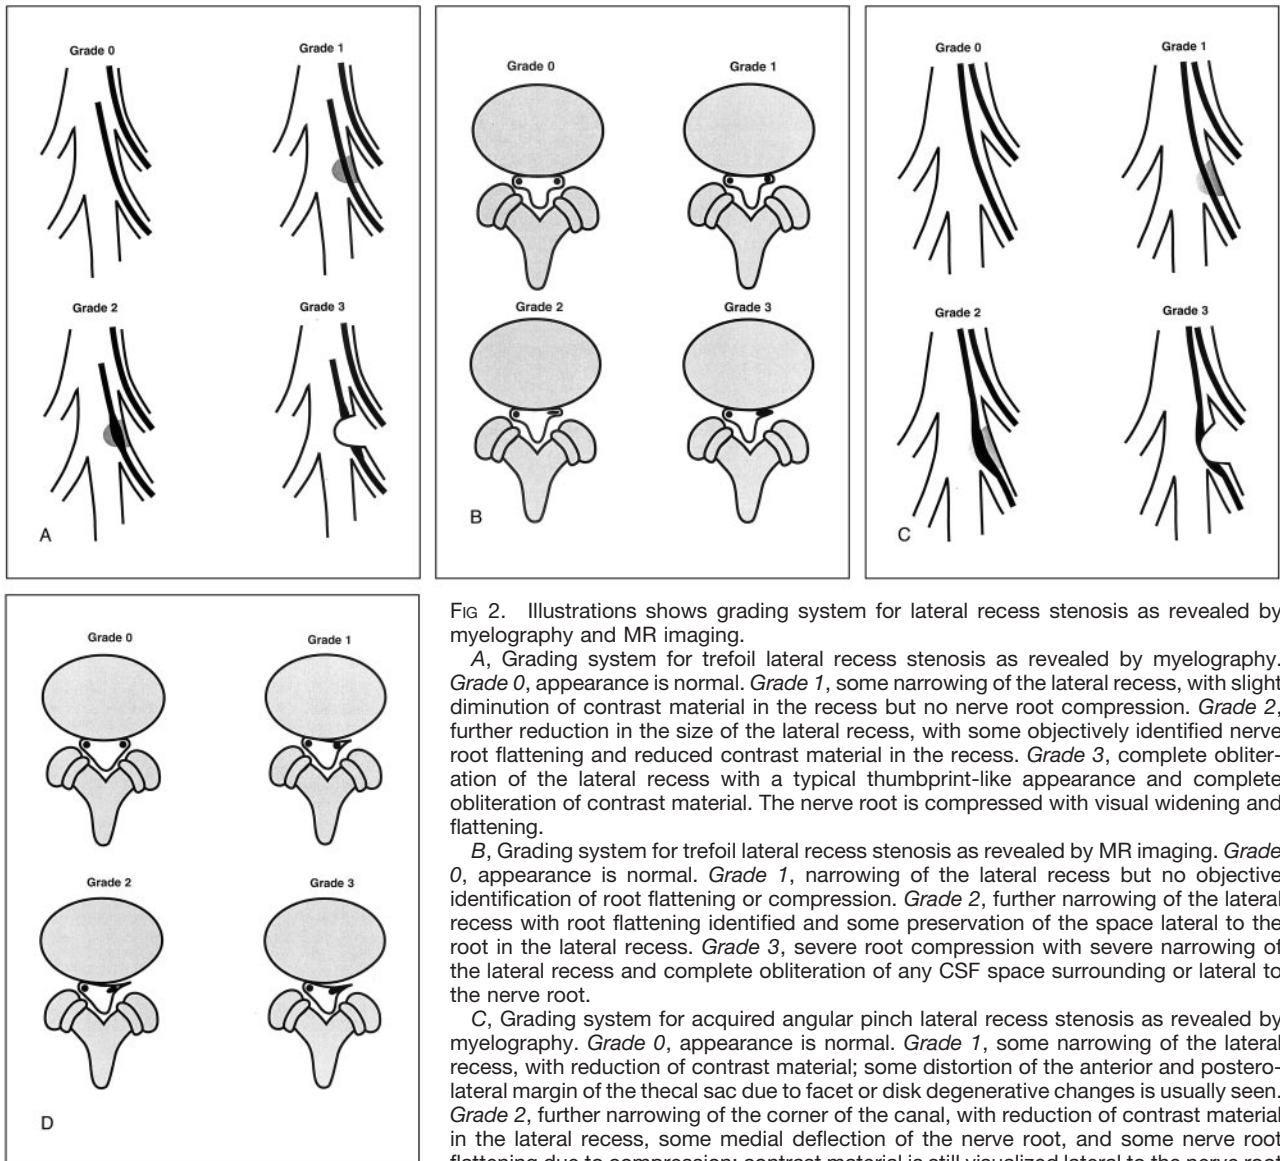 Grade 0
Grade 1
Grade 2
Grade 3
A
Grade 0
Grade 1
Grade 2
Grade 3
B
Grade 0
Grade 1
Grade 2
Grade 3
C
Grade 0
Grade 1
Grade 2
Grade 3
D
FIG 2. Illustrations shows grading system for lateral recess stenosis as revealed by
myelography and MR imaging.
A, Grading system for trefoil lateral recess stenosis as revealed by myelography.
Grade 0, appearance is normal. Grade 1, some narrowing of the lateral recess, with slight
diminution of contrast material in the recess but no nerve root compression. Grade 2,
further reduction in the size of the lateral recess, with some objectively identified nerve
root flattening and reduced contrast material in the recess. Grade 3, complete obliter-
ation of the lateral recess with a typical thumbprint-like appearance and complete
obliteration of contrast material. The nerve root is compressed with visual widening and
flattening.
B, Grading system for trefoil lateral recess stenosis as revealed by MR imaging. Grade
0, appearance is normal. Grade 1, narrowing of the lateral recess but no objective
identification of root flattening or compression. Grade 2, further narrowing of the lateral
recess with root flattening identified and some preservation of the space lateral to the
root in the lateral recess. Grade 3, severe root compression with severe narrowing of
the lateral recess and complete obliteration of any CSF space surrounding or lateral to
the nerve root.
C, Grading system for acquired angular pinch lateral recess stenosis as revealed by
myelography. Grade 0, appearance is normal. Grade 1, some narrowing of the lateral
recess, with reduction of contrast material; some distortion of the anterior and postero-
lateral margin of the thecal sac due to facet or disk degenerative changes is usually seen.
Grade 2, further narrowing of the corner of the canal, with reduction of contrast material
in the lateral recess, some medial deflection of the nerve root, and some nerve root
flattening due to compression; contrast material is still visualized lateral to the nerve root